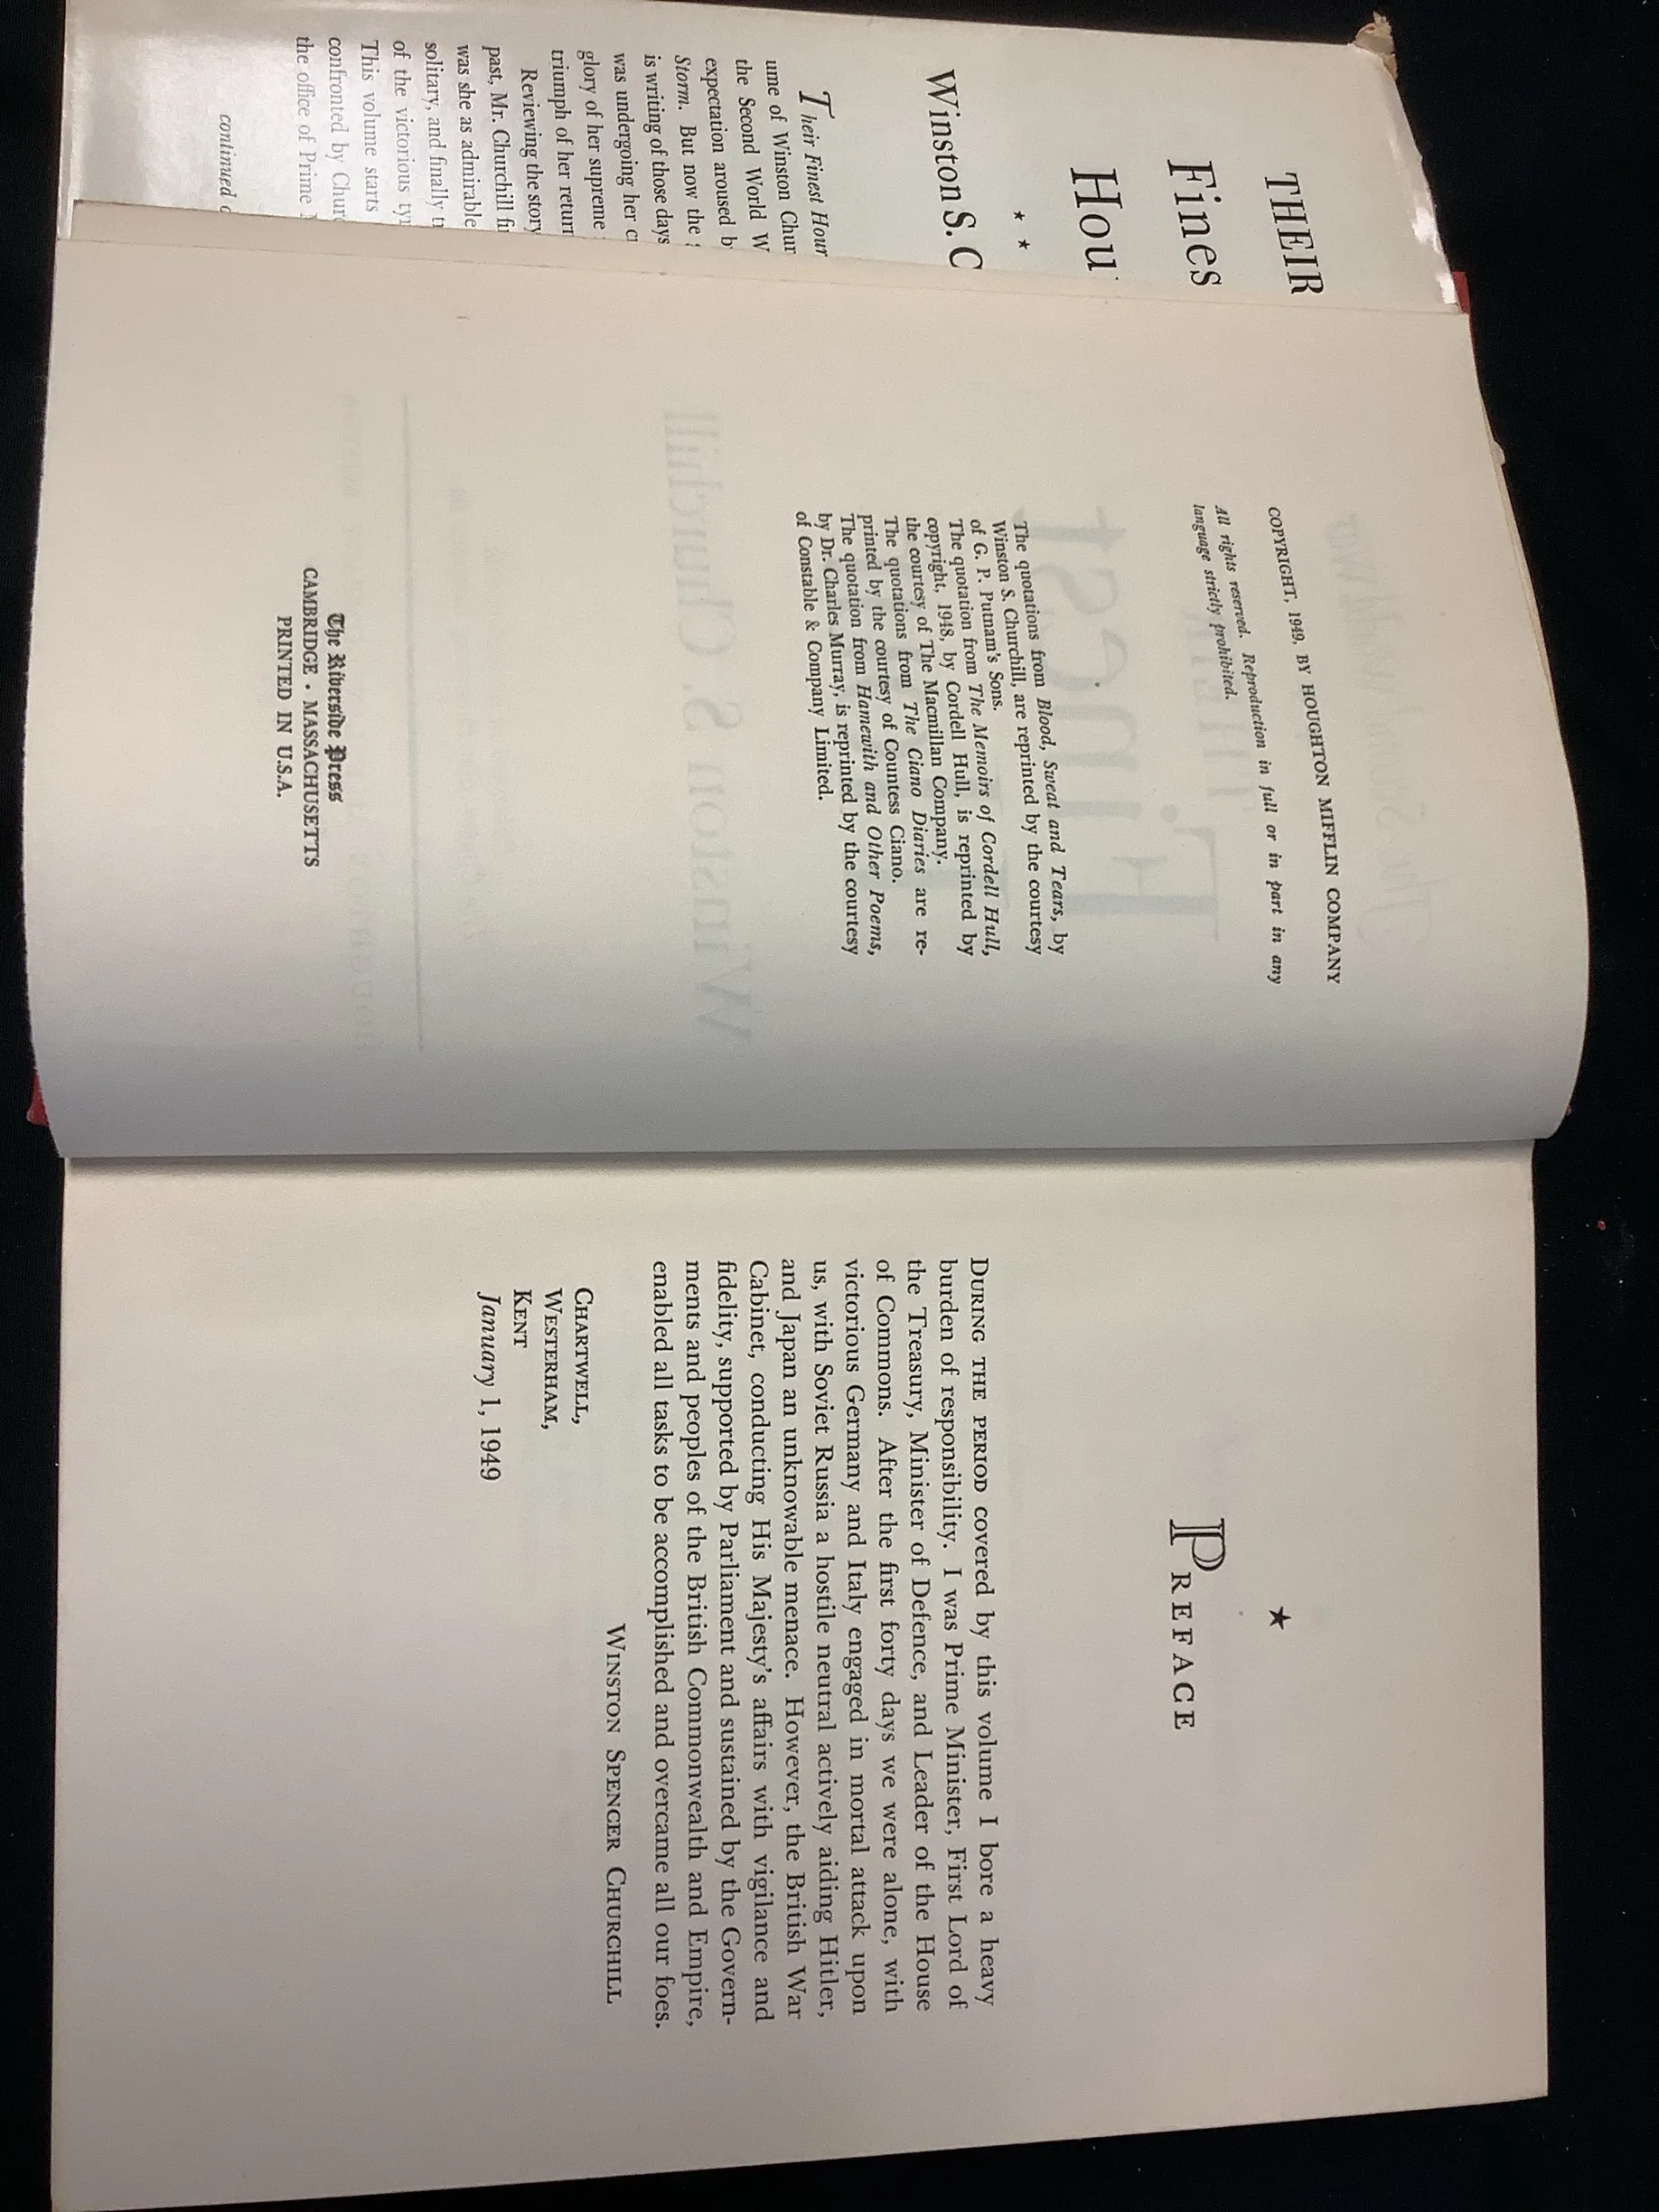 THEIR
Fines
Hou
★ ★
Winston S. C
Their Finest Hour
ume of Winston Chur
the Second World W
expectation aroused b
Storm. But now the
is writing of those days
was undergoing her c
glory of her supreme
triumph of her return
Reviewing the story
past, Mr. Churchill fi
was she as admirable
solitary, and finally t
of the victorious ty
This volume starts
confronted by Churc
the office of Prime
continued
COPYRIGHT, 1949, BY HOUGHTON MIFFLIN COMPANY
All rights reserved. Reproduction in full or in part in any
language strictly prohibited.
The quotations from Blood, Sweat and Tears, by
Winston S. Churchill, are reprinted by the courtesy
of G. P. Putnam's Sons.
The quotation from The Memoirs of Cordell Hull,
copyright, 1948, by Cordell Hull, is reprinted by
the courtesy of The Macmillan Company.
The quotations from The Ciano Diaries are re-
printed by the courtesy of Countess Ciano.
The quotation from Hamewith and Other Poems,
by Dr. Charles Murray, is reprinted by the courtesy
of Constable & Company Limited.
The Riverside Press
CAMBRIDGE • MASSACHUSETTS
PRINTED IN U.S.A.
★
PREFACE
DURING THE PERIOD covered by this volume I bore a heavy
burden of responsibility. I was Prime Minister, First Lord of
the Treasury, Minister of Defence, and Leader of the House
of Commons. After the first forty days we were alone, with
victorious Germany and Italy engaged in mortal attack upon
us, with Soviet Russia a hostile neutral actively aiding Hitler,
and Japan an unknowable menace. However, the British War
Cabinet, conducting His Majesty's affairs with vigilance and
fidelity, supported by Parliament and sustained by the Govern-
ments and peoples of the British Commonwealth and Empire,
enabled all tasks to be accomplished and overcame all our foes.
WINSTON SPENCER CHURCHILL
CHARTWELL,
WESTERHAM,
KENT
January 1, 1949